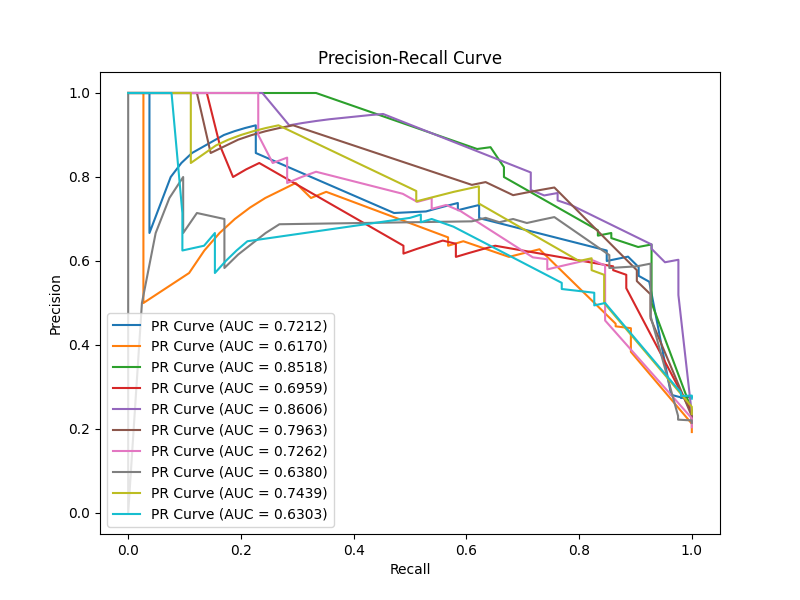 Precision-Recall Curve
Precision
1.0
0.8
0.6
0.4
0.2
0.0
PR Curve (AUC = 0.7212)
PR Curve (AUC = 0.6170)
PR Curve (AUC = 0.8518)
PR Curve (AUC = 0.6959)
PR Curve (AUC = 0.8606)
PR Curve (AUC = 0.7963)
PR Curve (AUC = 0.7262)
PR Curve (AUC = 0.6380)
PR Curve (AUC = 0.7439)
PR Curve (AUC = 0.6303)
0.0 0.2 0.4 0.6 0.8 1.0
Recall